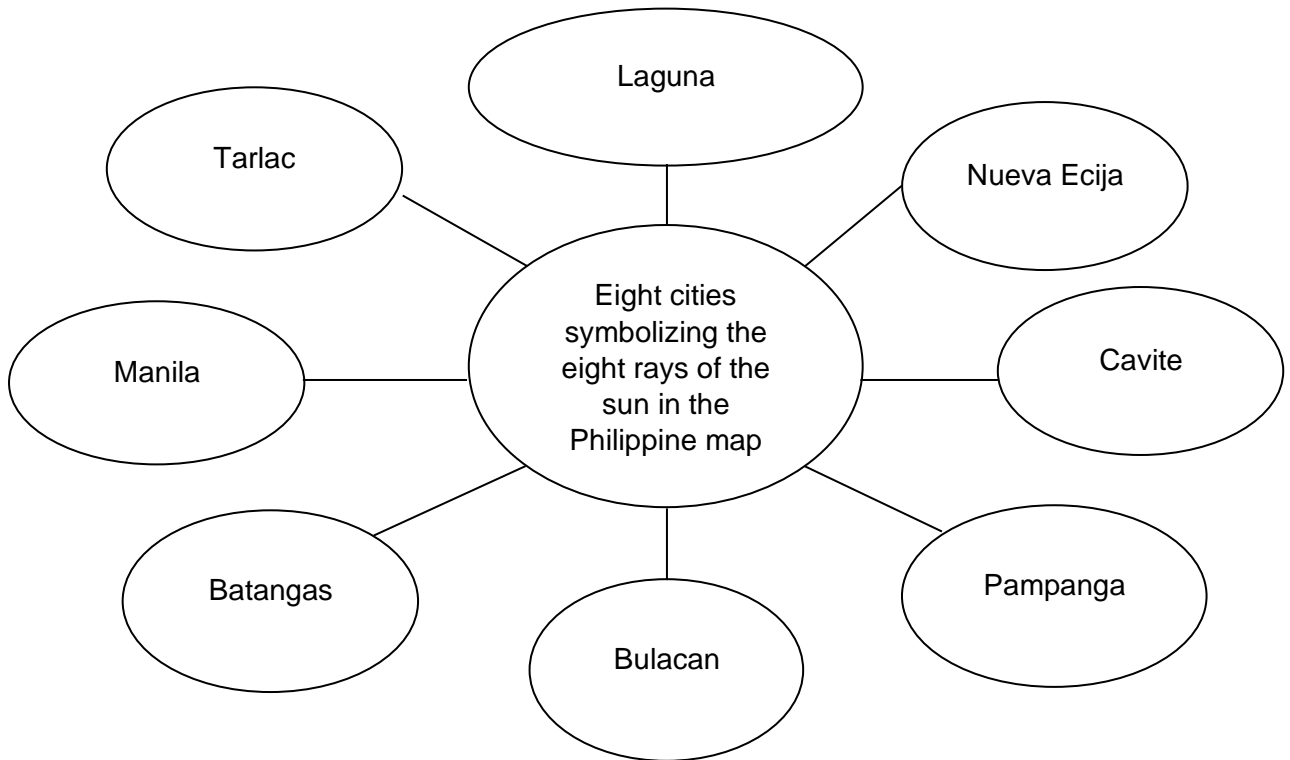 Laguna
Tarlac
Nueva Ecija
Eight cities
symbolizing the
eight rays of the
sun in the
Philippine map
Manila
Cavite
Batangas
Pampanga
Bulacan